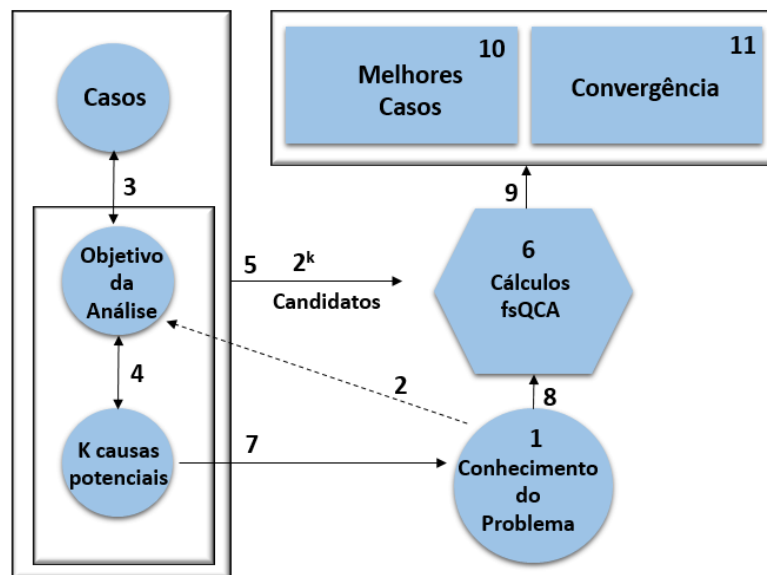 Casos
3
Objetivo
da
Análise
4
K causas
potenciais
5
2ᵏ
Candidatos
2
7
10
Melhores
Casos
11
Convergência
9
6
Cálculos
fsQCA
8
1
Conhecimento
do
Problema